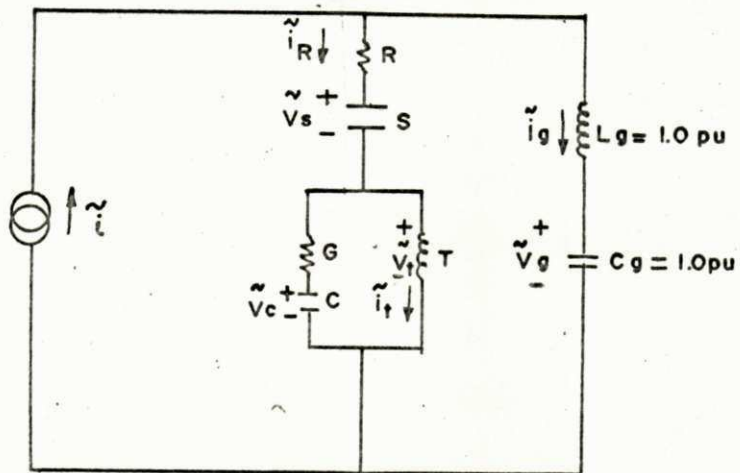 ĩ
ĩR
R
+
ṽs
-
S
G
ṽc
+
-
C
+
ṽt
-
T
ĩt
ĩg
Lg = 1.0 pu
+
ṽg
-
Cg = 1.0pu